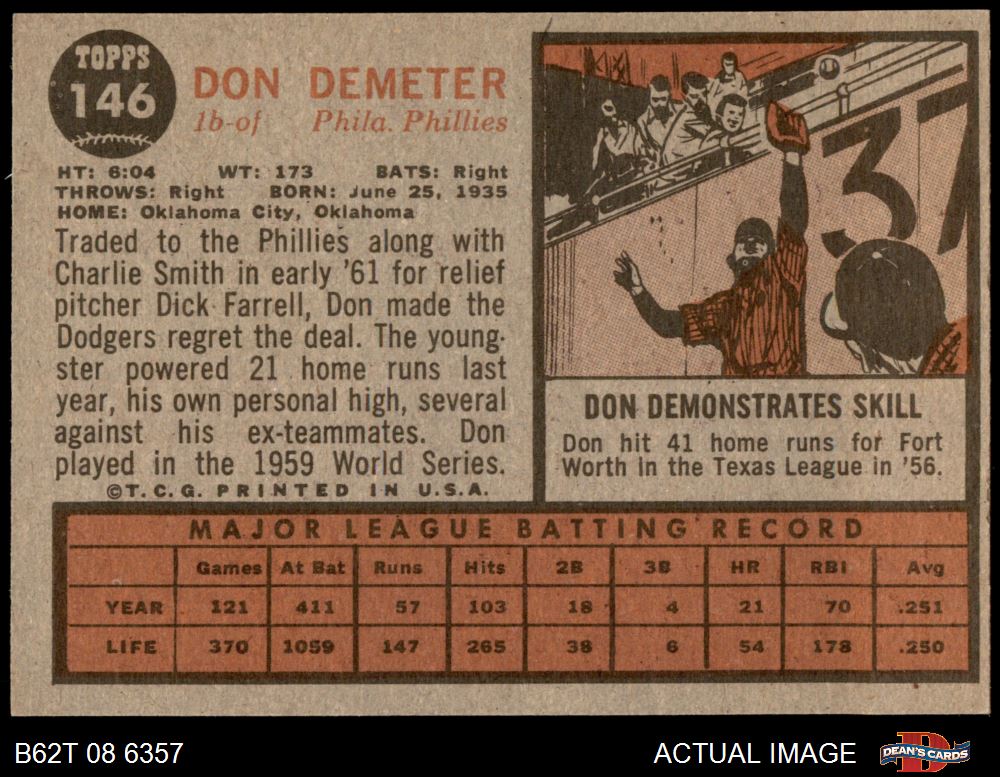 TOPPS
146
DON DEMETER
1b-of Phila. Phillies
HT: 6:04 WT: 173 BATS: Right
THROWS: Right BORN: June 25, 1935
HOME: Oklahoma City, Oklahoma
Traded to the Phillies along with
Charlie Smith in early '61 for relief
pitcher Dick Farrell, Don made the
Dodgers regret the deal. The young-
ster powered 21 home runs last
year, his own personal high, several
against his ex-teammates. Don
played in the 1959 World Series.
©T.C.G. PRINTED IN U.S.A.
37
DON DEMONSTRATES SKILL
Don hit 41 home runs for Fort
Worth in the Texas League in '56.
MAJOR LEAGUE BATTING RECORD
Games At Bat Runs Hits 2B 3B HR RBI Avg
YEAR 121 411 57 103 18 4 21 70 .251
LIFE 370 1059 147 265 38 6 54 178 .250
B62T 08 6357
ACTUAL IMAGE
D
DEAN'S CARDS